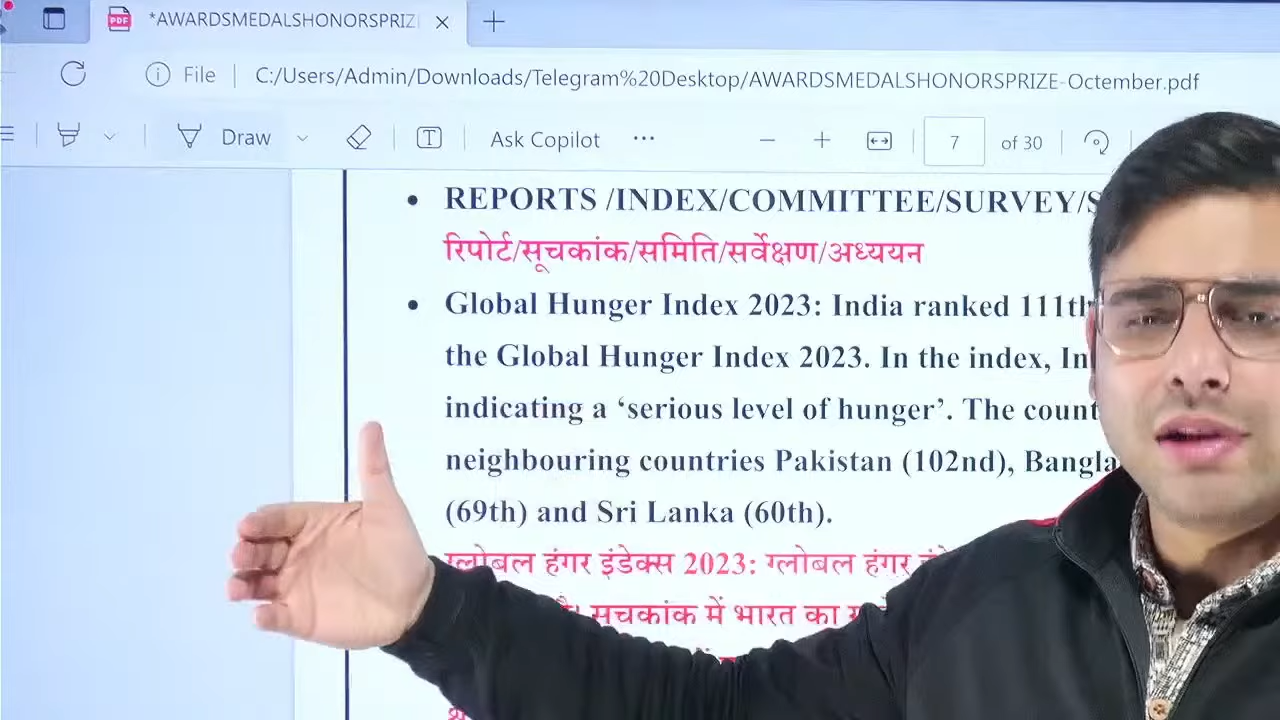 *AWARDSMEDALSHONORSPRIZ
File
C:/Users/Admin/Downloads/Telegram%20Desktop/AWARDSMEDALSHONORSPRIZE-Octember.pdf
Draw
Ask Copilot
7 of 30
• REPORTS /INDEX/COMMITTEE/SURVEY/S
रिपोर्ट/सूचकांक/समिति/सर्वेक्षण/अध्ययन
• Global Hunger Index 2023: India ranked 111th
the Global Hunger Index 2023. In the index, In
indicating a ‘serious level of hunger’. The count
neighbouring countries Pakistan (102nd), Bangla
(69th) and Sri Lanka (60th).
ग्लोबल हंगर इंडेक्स 2023: ग्लोबल हंगर
सूचकांक में भारत का